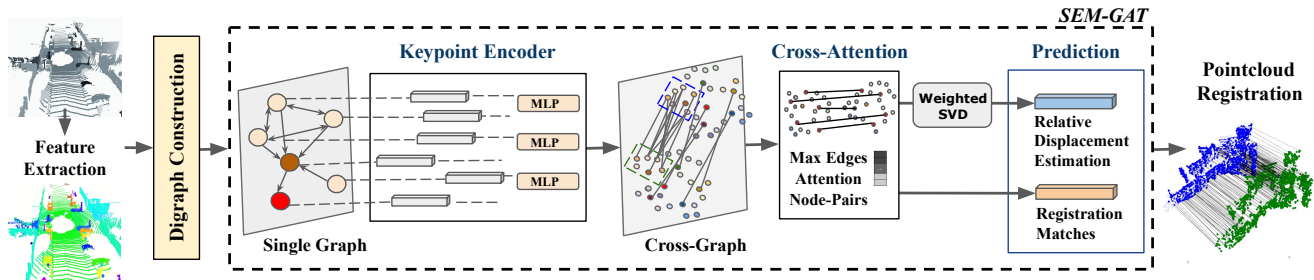 SEM-GAT
Feature
Extraction
Digraph Construction
Keypoint Encoder
MLP
MLP
MLP
Single Graph
Cross-Graph
Cross-Attention
Max Edges
Attention
Node-Pairs
Weighted
SVD
Prediction
Relative
Displacement
Estimation
Registration
Matches
Pointcloud
Registration